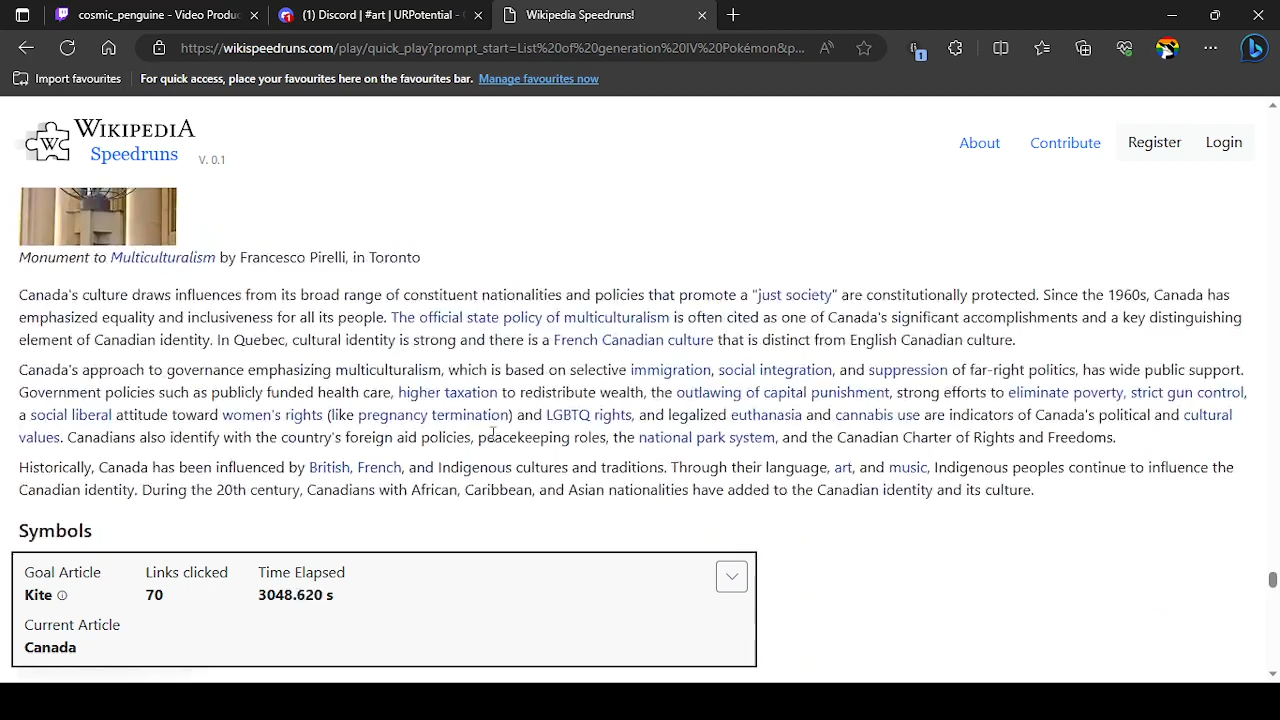 cosmic_penguine - Video Produc
(1) Discord | #art | URPotential -
Wikipedia Speedruns!
https://wikispeedruns.com/play/quick_play?prompt_start=List%20of%20generation%20IV%20Pokémon&p...
1
Import favourites
For quick access, place your favourites here on the favourites bar. Manage favourites now
WIKIPEDIA
Speedruns
V. 0.1
About
Contribute
Register
Login
Monument to Multiculturalism by Francesco Pirelli, in Toronto
Canada's culture draws influences from its broad range of constituent nationalities and policies that promote a "just society" are constitutionally protected. Since the 1960s, Canada has
emphasized equality and inclusiveness for all its people. The official state policy of multiculturalism is often cited as one of Canada's significant accomplishments and a key distinguishing
element of Canadian identity. In Quebec, cultural identity is strong and there is a French Canadian culture that is distinct from English Canadian culture.
Canada's approach to governance emphasizing multiculturalism, which is based on selective immigration, social integration, and suppression of far-right politics, has wide public support.
Government policies such as publicly funded health care, higher taxation to redistribute wealth, the outlawing of capital punishment, strong efforts to eliminate poverty, strict gun control,
a social liberal attitude toward women's rights (like pregnancy termination) and LGBTQ rights, and legalized euthanasia and cannabis use are indicators of Canada's political and cultural
values. Canadians also identify with the country's foreign aid policies, peacekeeping roles, the national park system, and the Canadian Charter of Rights and Freedoms.
Historically, Canada has been influenced by British, French, and Indigenous cultures and traditions. Through their language, art, and music, Indigenous peoples continue to influence the
Canadian identity. During the 20th century, Canadians with African, Caribbean, and Asian nationalities have added to the Canadian identity and its culture.
Symbols
Goal Article
Links clicked
Time Elapsed
Kite
70
3048.620 s
Current Article
Canada